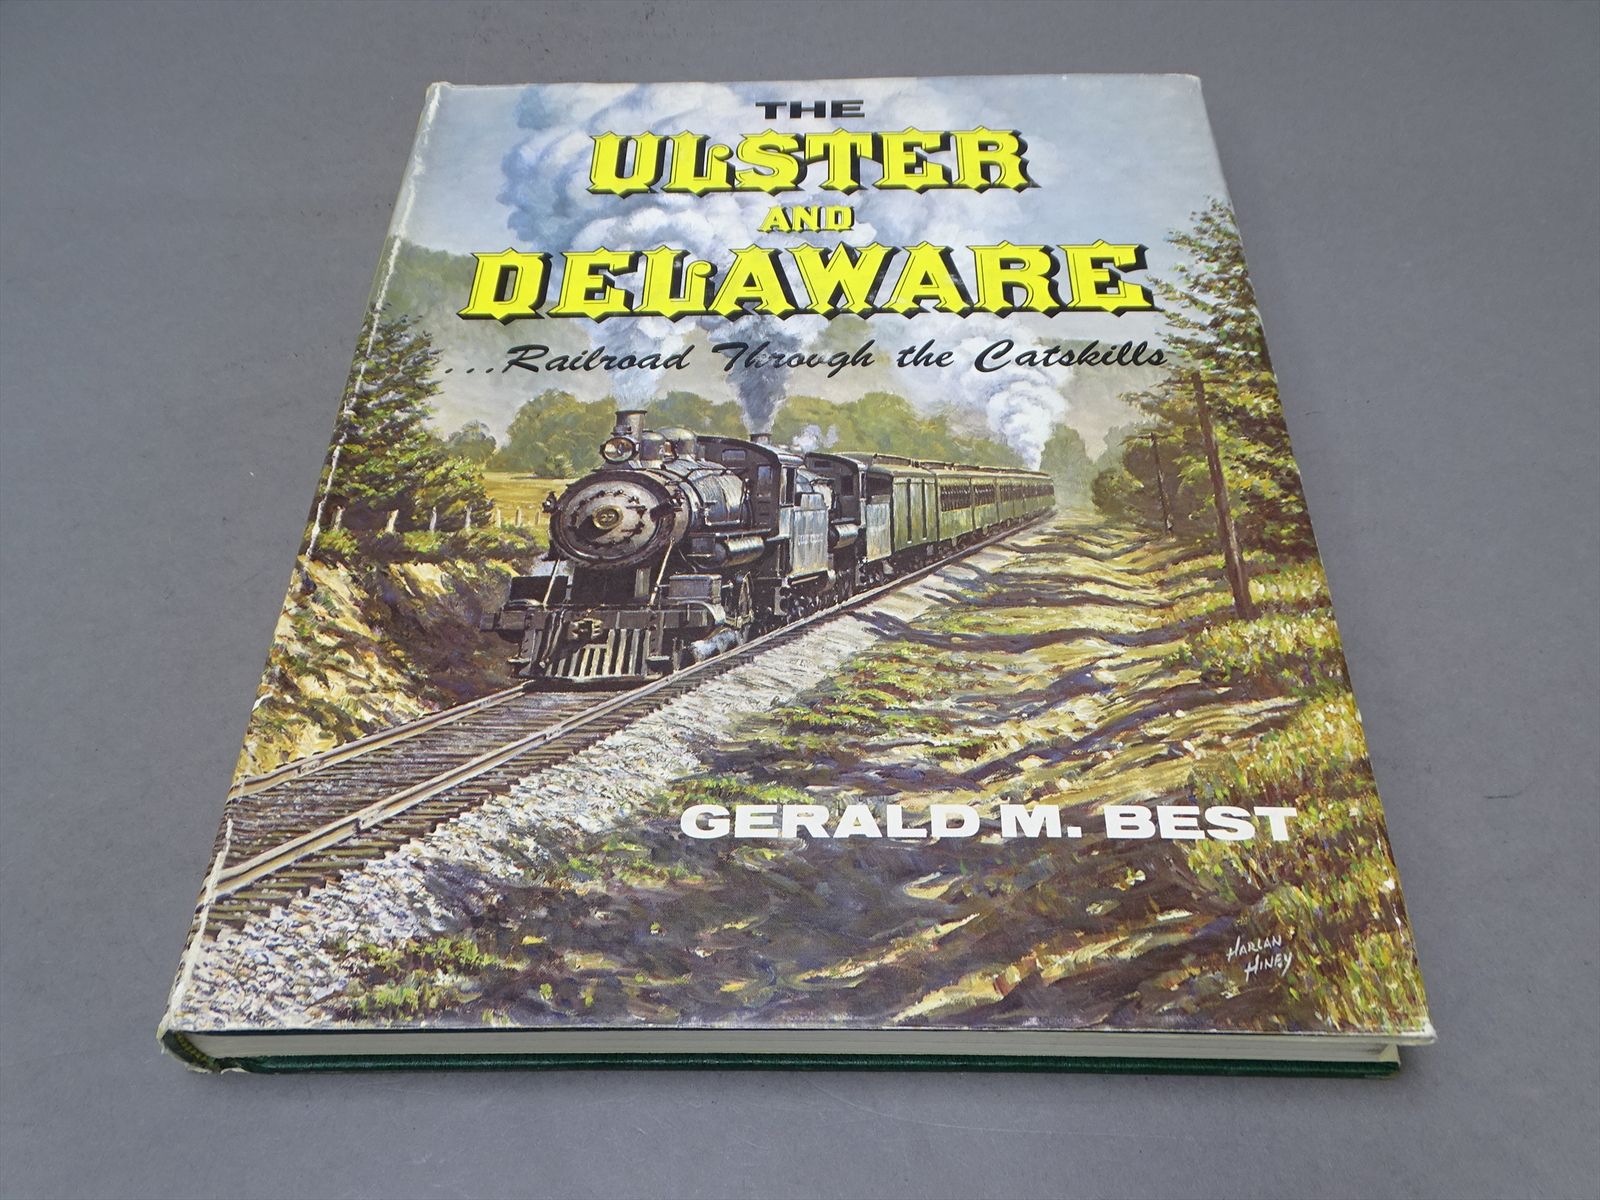 THE
ULSTER
AND
DELAWARE
...Railroad Through the Catskills
GERALD M. BEST
HARLAN
HINEY